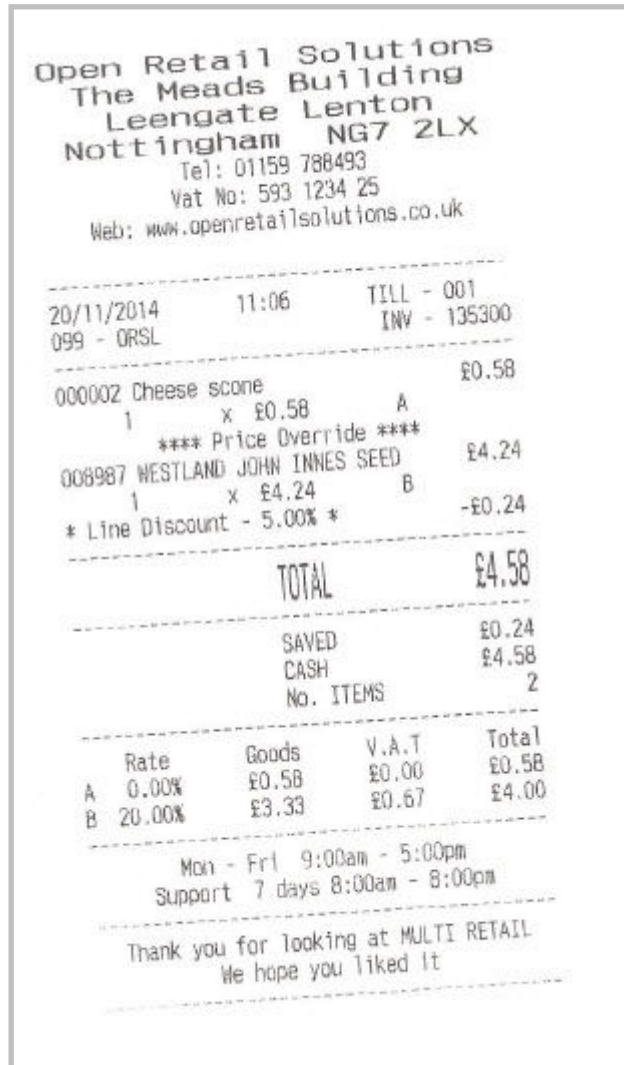 Open Retail Solutions
The Meads Building
Leengate Lenton
Nottingham NG7 2LX
Tel: 01159 788493
Vat No: 593 1234 25
Web: www.openretailsolutions.co.uk
20/11/2014 11:06 TILL - 001
099 - ORSL INV - 135300
000002 Cheese scone £0.58
1 x £0.58 A
**** Price Override ****
008987 WESTLAND JOHN INNES SEED £4.24
1 x £4.24 B
* Line Discount - 5.00% * -£0.24
TOTAL £4.58
SAVED £0.24
CASH £4.58
No. ITEMS 2
Rate Goods V.A.T Total
A 0.00% £0.58 £0.00 £0.58
B 20.00% £3.33 £0.67 £4.00
Mon - Fri 9:00am - 5:00pm
Support 7 days 8:00am - 8:00pm
Thank you for looking at MULTI RETAIL
We hope you liked it